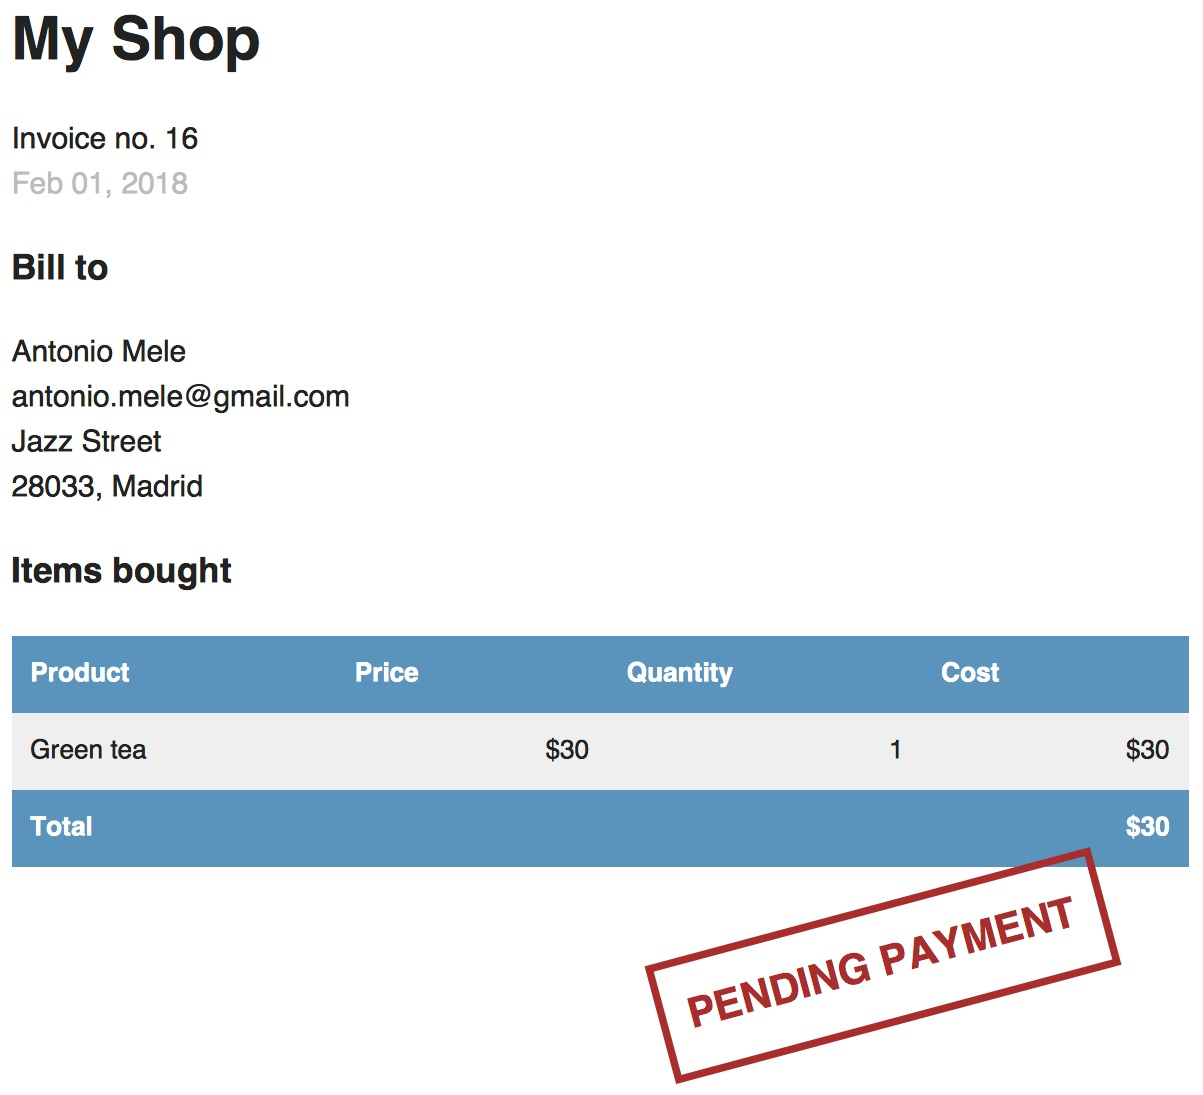 My Shop
Invoice no. 16
Feb 01, 2018
Bill to
Antonio Mele
antonio.mele@gmail.com
Jazz Street
28033, Madrid
Items bought
Product Price Quantity Cost
Green tea $30 1 $30
Total $30
PENDING PAYMENT